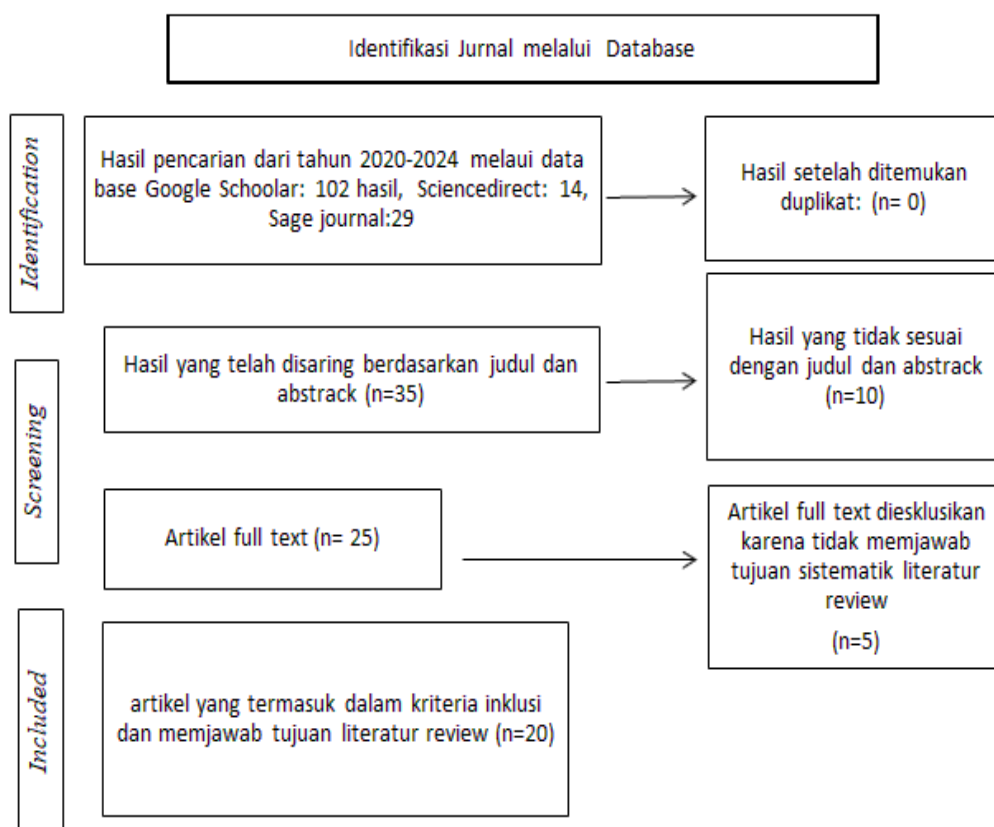 Identifikasi Jurnal melalui Database
Identification
Hasil pencarian dari tahun 2020-2024 melaui data
base Google Schoolar: 102 hasil, Sciencedirect: 14,
Sage journal:29
Hasil setelah ditemukan
duplikat: (n= 0)
Screening
Hasil yang telah disaring berdasarkan judul dan
abstrack (n=35)
Hasil yang tidak sesuai
dengan judul dan abstrack
(n=10)
Artikel full text (n= 25)
Artikel full text diesklusikan
karena tidak memjawab
tujuan sistematik literatur
review
(n=5)
Included
artikel yang termasuk dalam kriteria inklusi
dan memjawab tujuan literatur review (n=20)